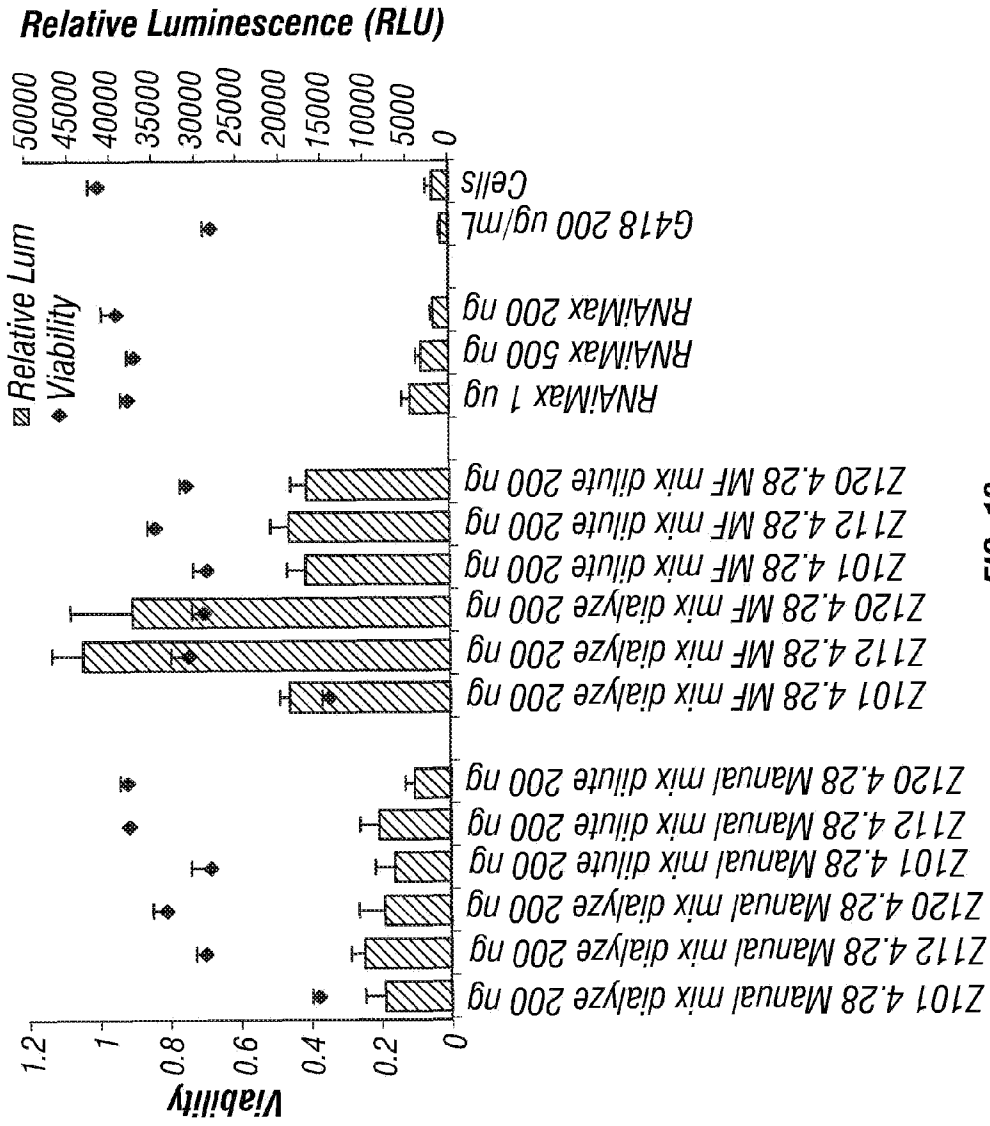 Relative Lum
Viability
Viability
1.2
1
0.8
0.6
0.4
0.2
0
Relative Luminescence (RLU)
50000
45000
40000
35000
30000
25000
20000
15000
10000
5000
0
Z101 4.28 Manual mix dialyze 200 ng
Z112 4.28 Manual mix dialyze 200 ng
Z120 4.28 Manual mix dialyze 200 ng
Z101 4.28 Manual mix dilute 200 ng
Z112 4.28 Manual mix dilute 200 ng
Z120 4.28 Manual mix dilute 200 ng
Z101 4.28 MF mix dialyze 200 ng
Z112 4.28 MF mix dialyze 200 ng
Z120 4.28 MF mix dialyze 200 ng
Z101 4.28 MF mix dilute 200 ng
Z112 4.28 MF mix dilute 200 ng
Z120 4.28 MF mix dilute 200 ng
RNAiMax 1 ug
RNAiMax 500 ng
RNAiMax 200 ng
G418 200 ug/mL
Cells